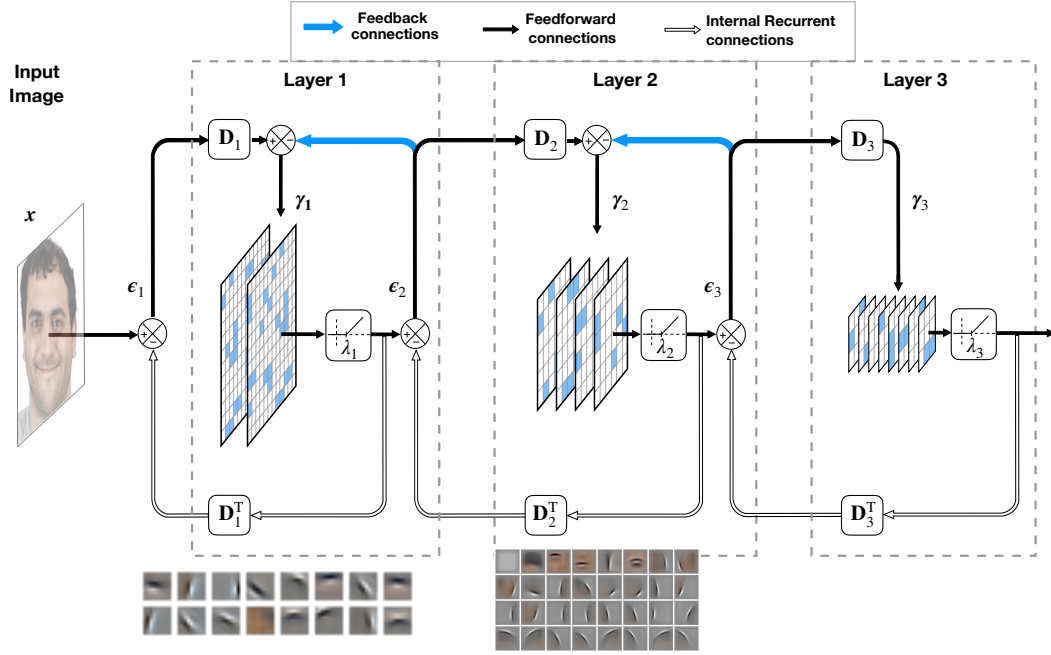 Feedback
connections
Feedforward
connections
Internal Recurrent
connections
Input
Image
Layer 1
Layer 2
Layer 3
D₁
+
−
D₂
+
−
D₃
x
γ₁
γ₂
γ₃
ϵ₁
ϵ₂
ϵ₃
+
−
λ₁
+
−
λ₂
+
−
λ₃
D₁ᵀ
D₂ᵀ
D₃ᵀ